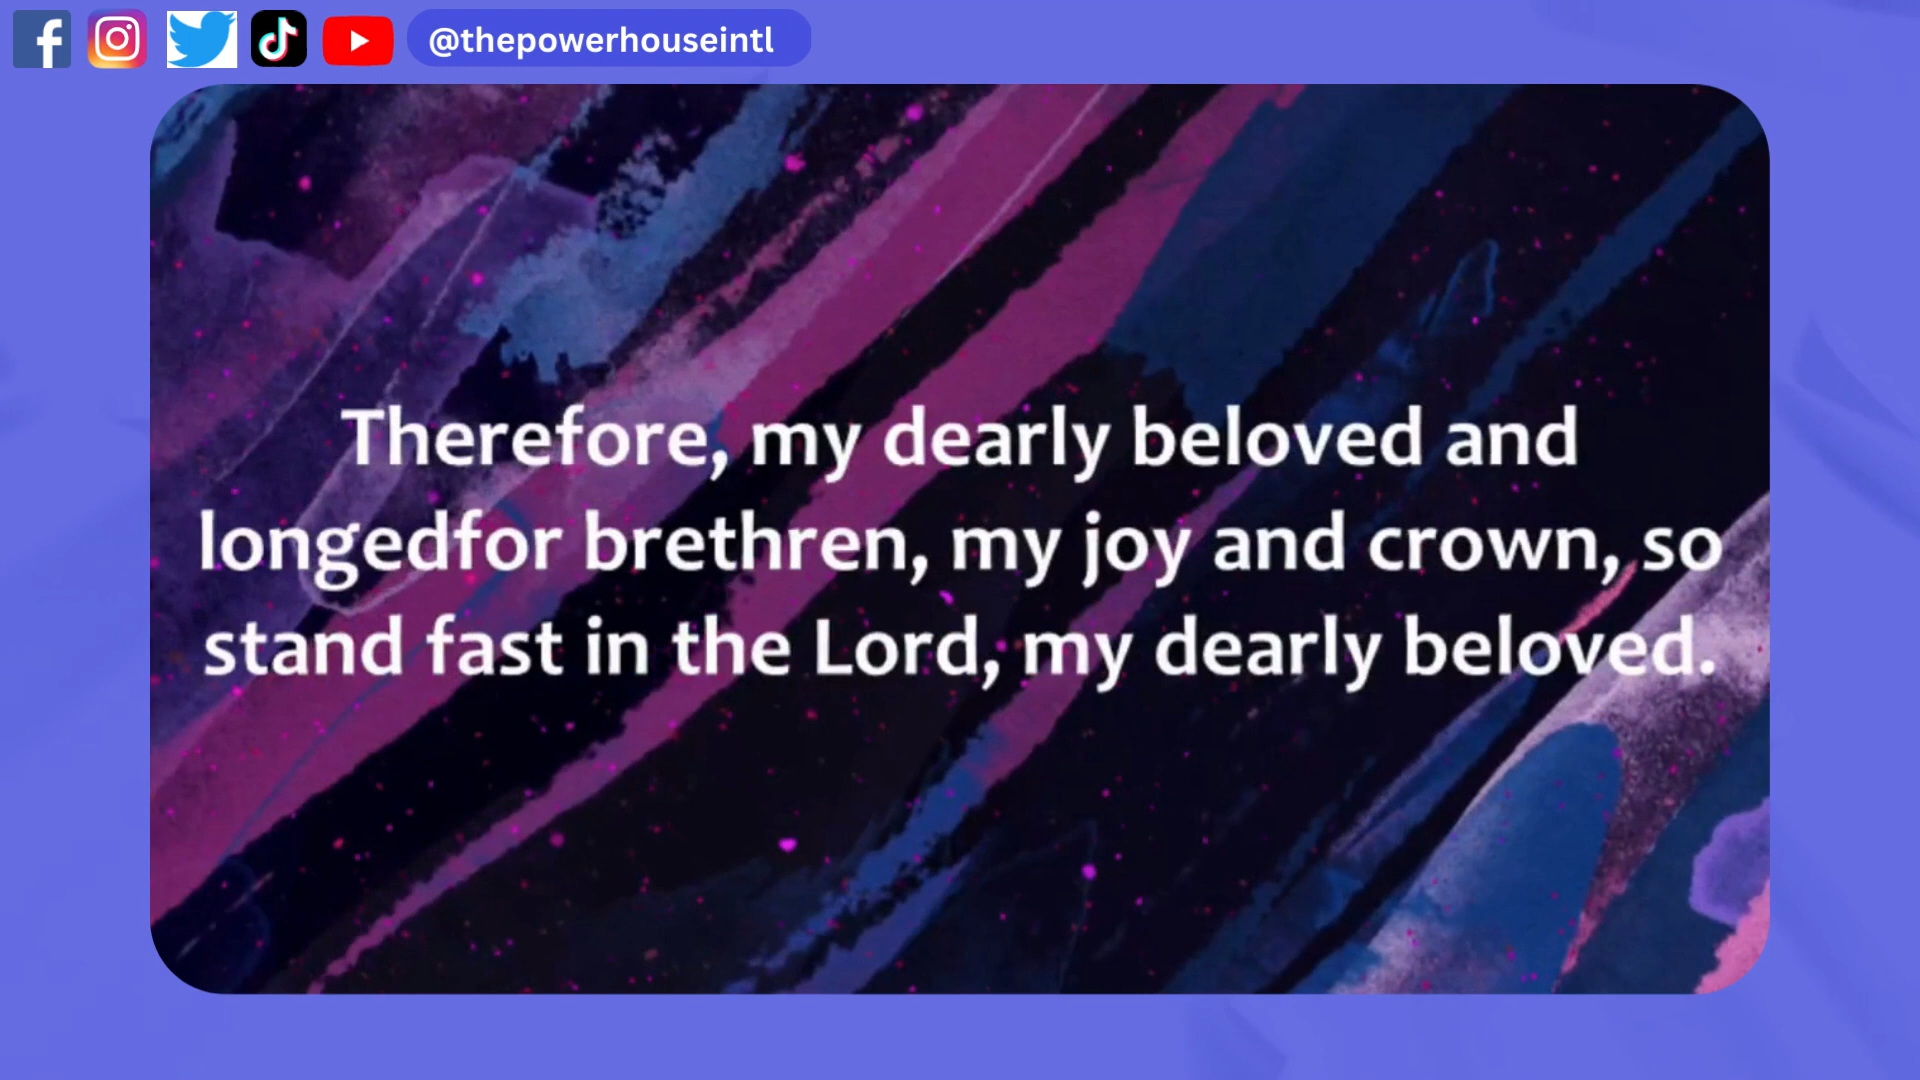 @thepowerhouseintl
Therefore, my dearly beloved and
longedfor brethren, my joy and crown, so
stand fast in the Lord, my dearly beloved.